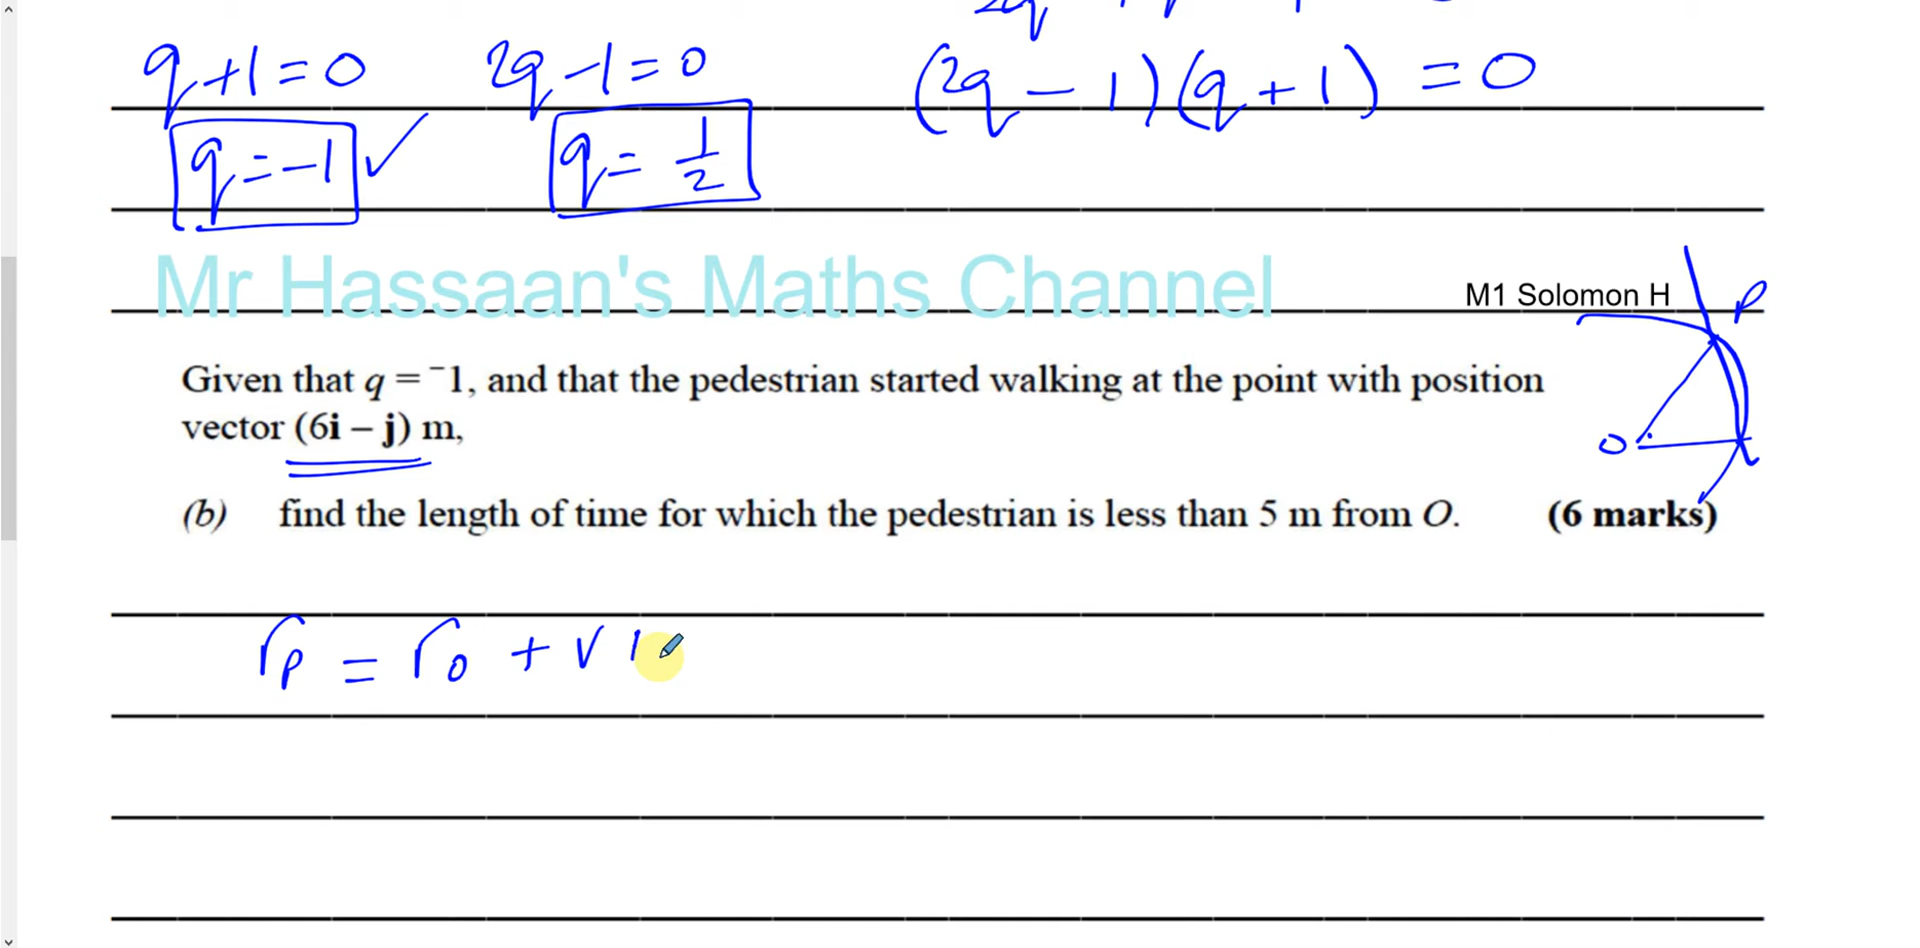 q+1=0 2q-1=0 (2q-1)(q+1)=0
q=-1 ✓ q=1/2
Mr Hassaan's Maths Channel
M1 Solomon H P
Given that q = ⁻1, and that the pedestrian started walking at the point with position
vector (6i – j) m,
O
(b) find the length of time for which the pedestrian is less than 5 m from O. (6 marks)
r_p = r_0 + v